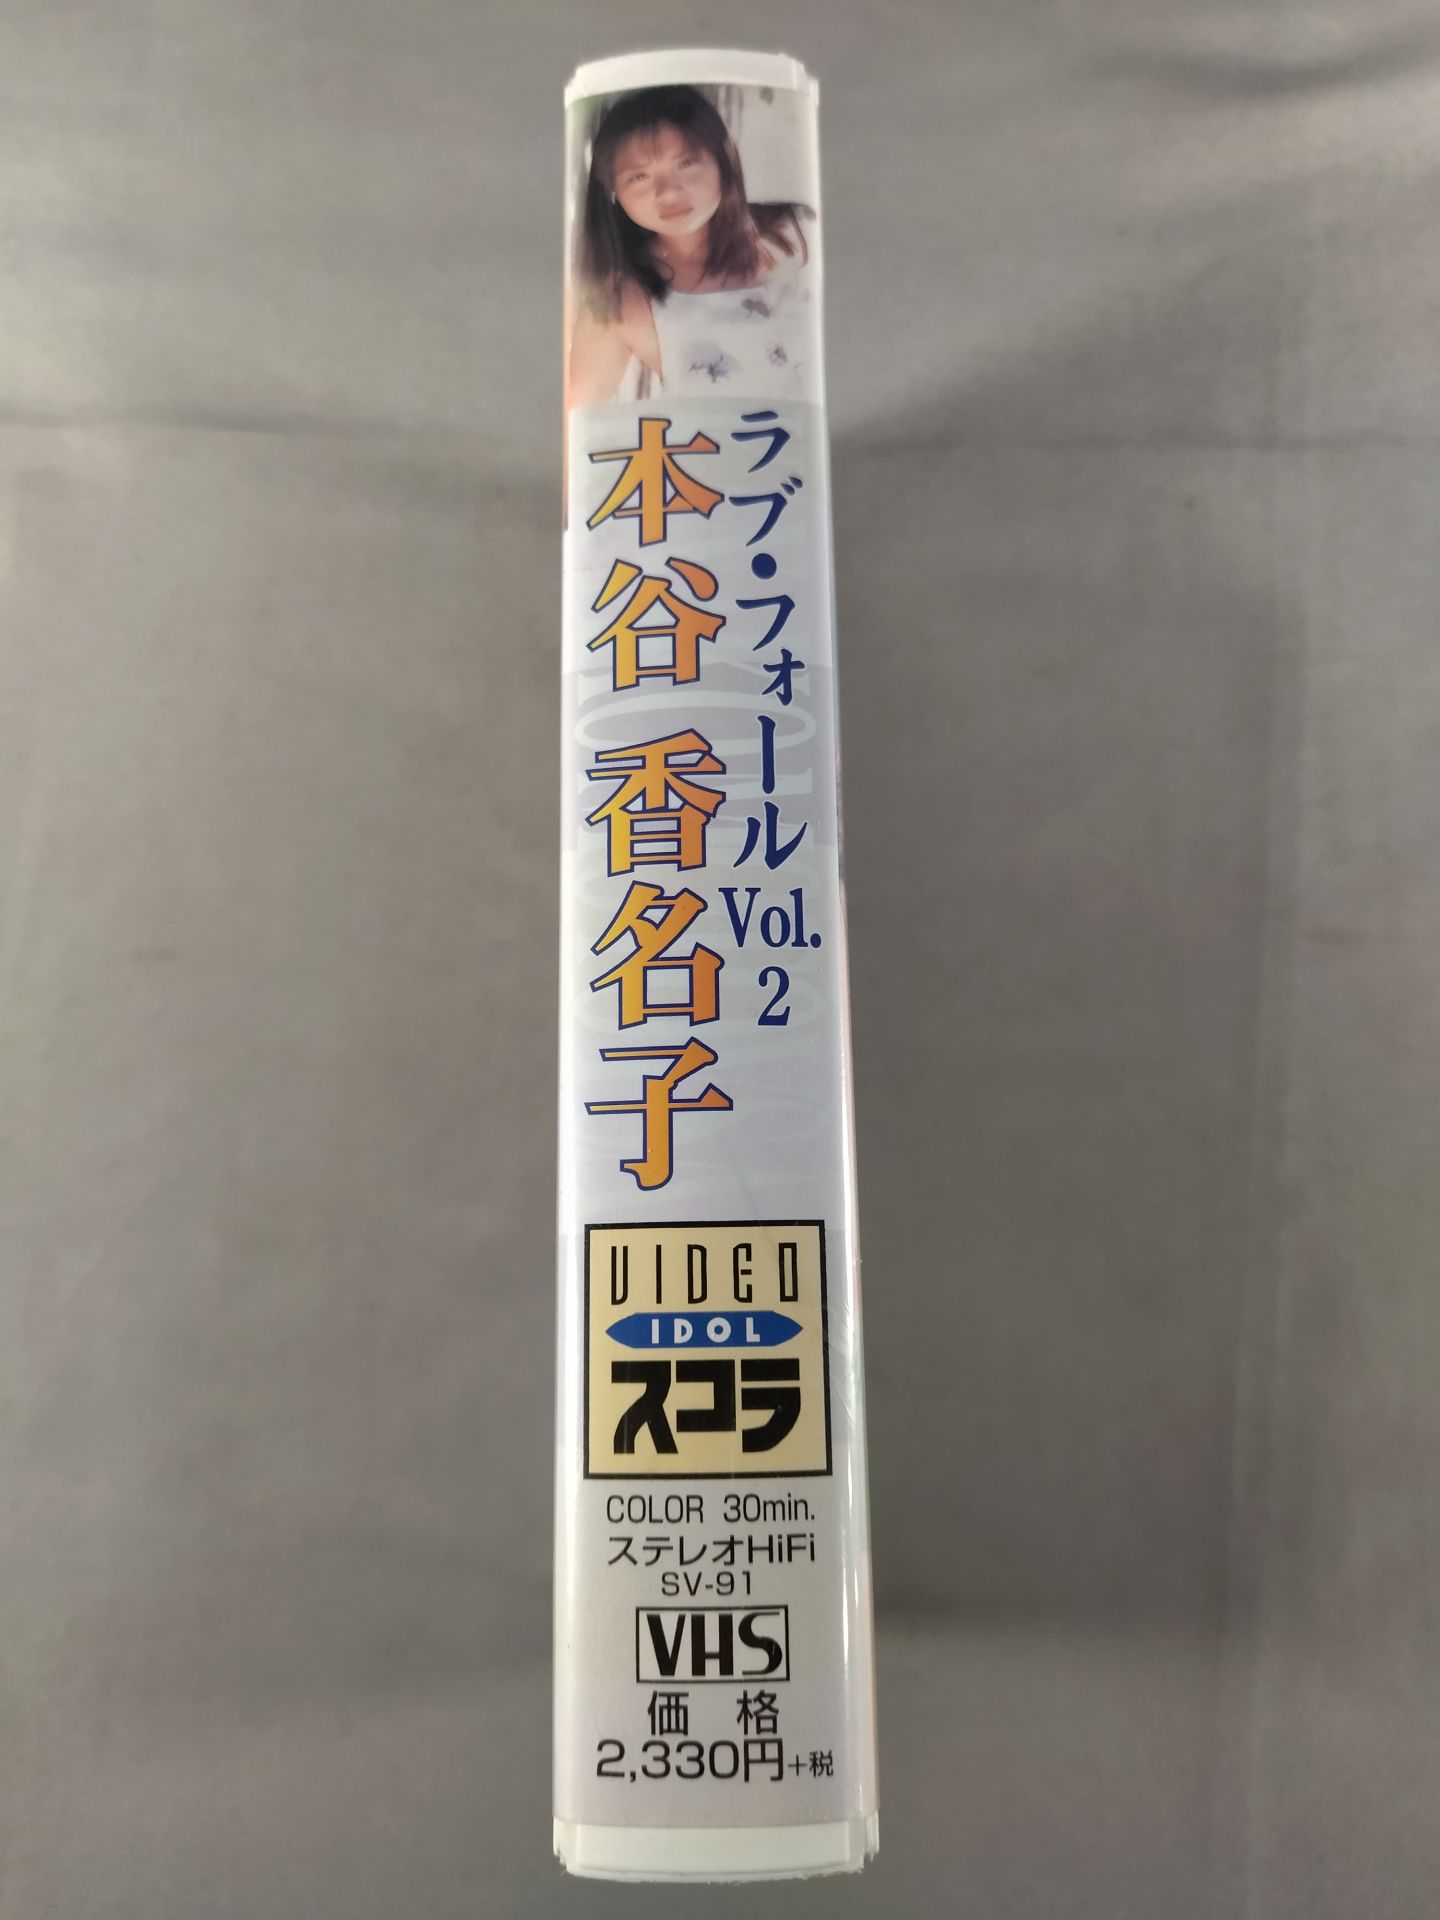 ラブ・フォール Vol. 2
本谷 香名子
VIDEO
IDOL
スコラ
COLOR 30min.
ステレオHiFi
SV-91
VHS
価 格
2,330円+税